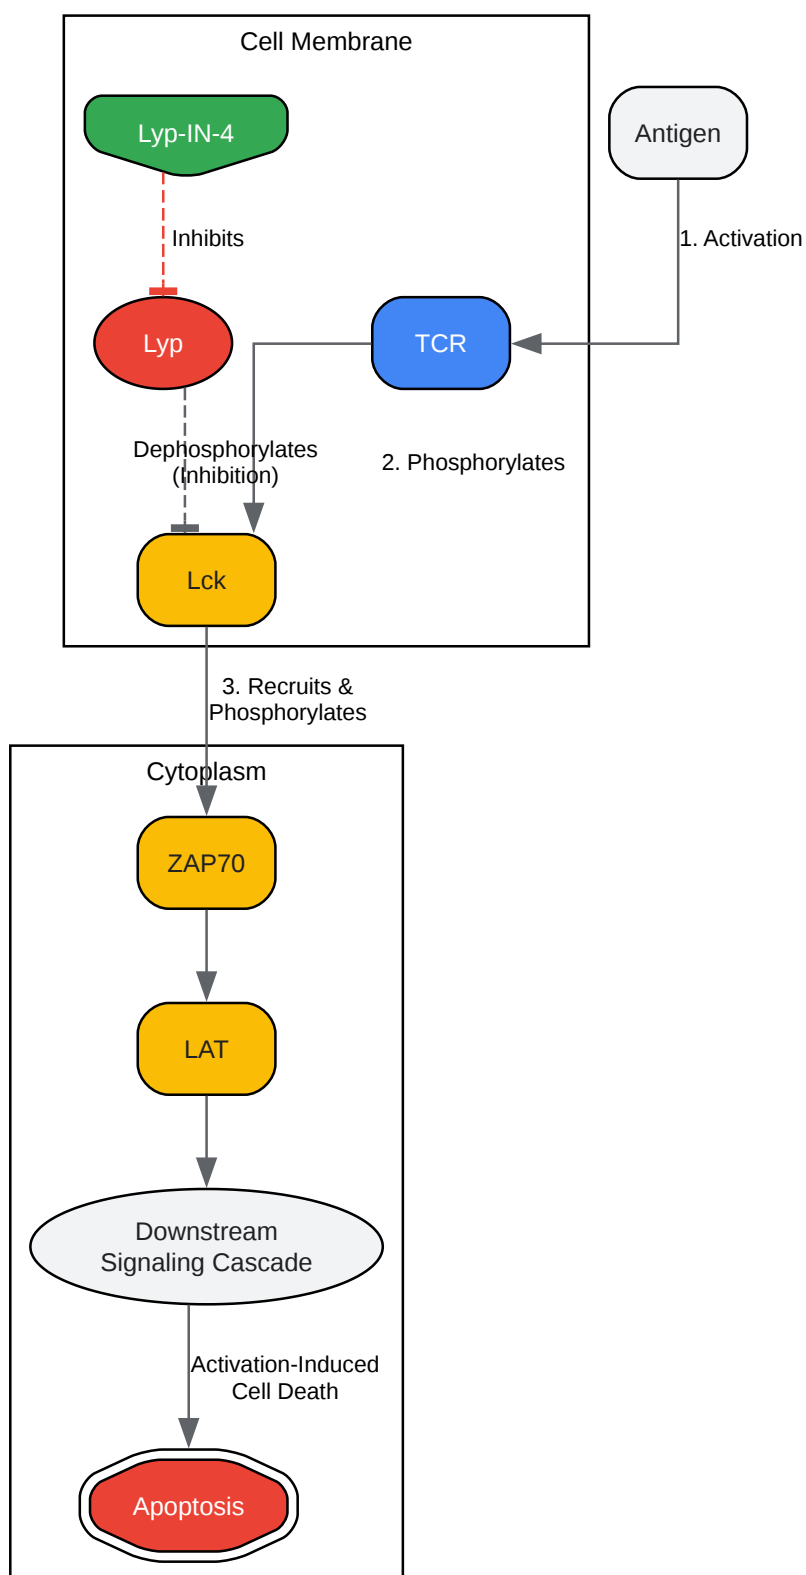 Cell Membrane
Lyp-IN-4
Antigen
Inhibits
1. Activation
Lyp
TCR
Dephosphorylates
(Inhibition)
2. Phosphorylates
Lck
3. Recruits &
Phosphorylates
Cytoplasm
ZAP70
LAT
Downstream
Signaling Cascade
Activation-Induced
Cell Death
Apoptosis